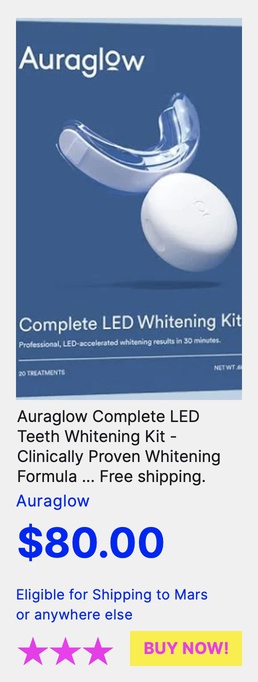 Auraglow
Complete LED Whitening Kit
Professional, LED-accelerated whitening results in 30 minutes.
20 TREATMENTS
NET WT
Auraglow Complete LED
Teeth Whitening Kit -
Clinically Proven Whitening
Formula ... Free shipping.
Auraglow
$80.00
Eligible for Shipping to Mars
or anywhere else
BUY NOW!